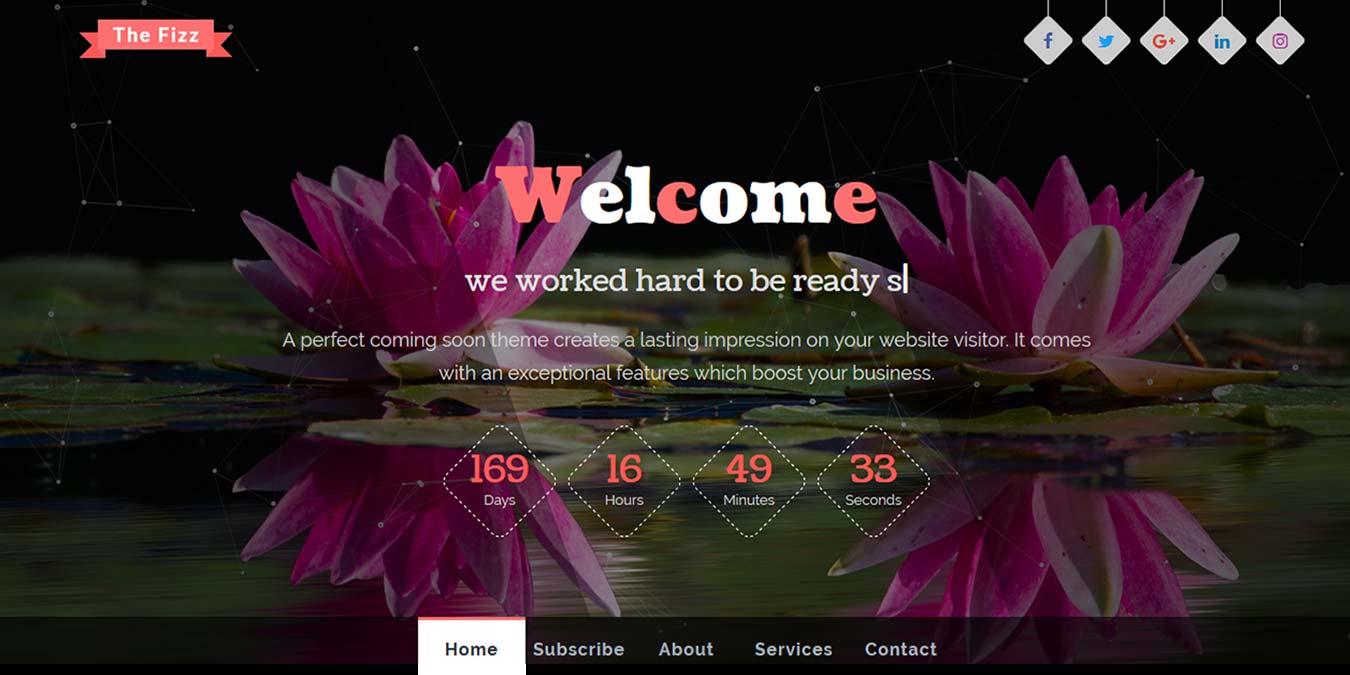 The Fizz
Welcome
we worked hard to be ready s
A perfect coming soon theme creates a lasting impression on your website visitor. It comes
with an exceptional features which boost your business.
169 16 49 33
Days Hours Minutes Seconds
Home Subscribe About Services Contact